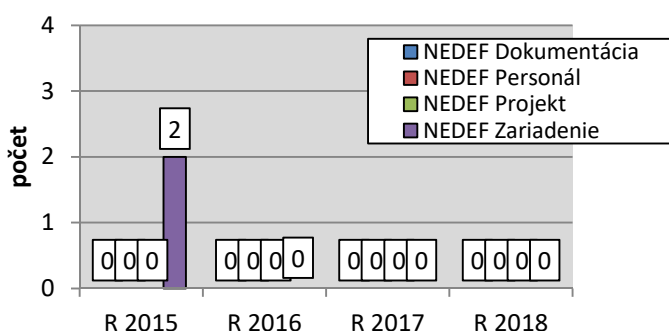 4
3
2
1
0
počet
NEDEF Dokumentácia
NEDEF Personál
NEDEF Projekt
NEDEF Zariadenie
2
0 0 0
0 0 0 0
0 0 0 0
0 0 0 0
R 2015 R 2016 R 2017 R 2018